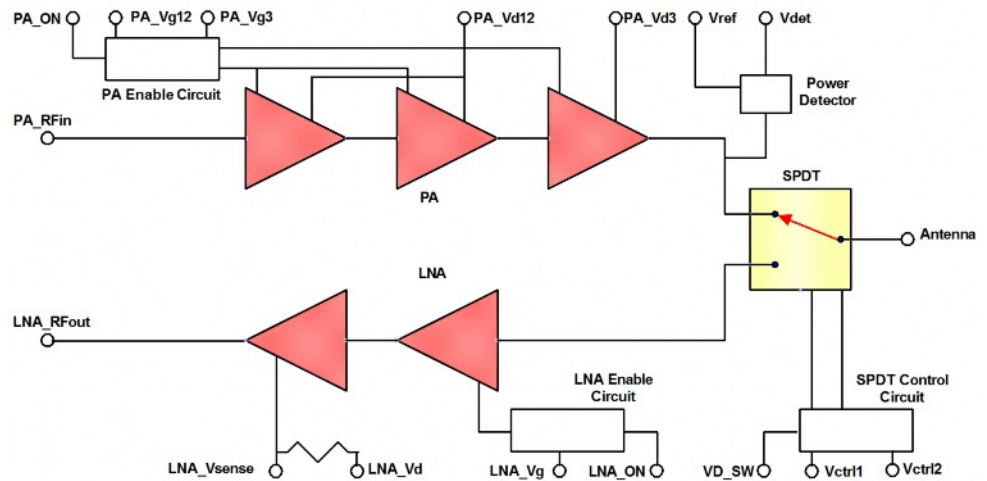 PA_ON
PA_Vg12
PA_Vg3
PA_Vd12
PA_Vd3
Vref
Vdet
PA Enable Circuit
Power
Detector
PA_RFin
PA
SPDT
Antenna
LNA
LNA_RFout
LNA Enable
Circuit
SPDT Control
Circuit
LNA_Vsense
LNA_Vd
LNA_Vg
LNA_ON
VD_SW
Vctrl1
Vctrl2